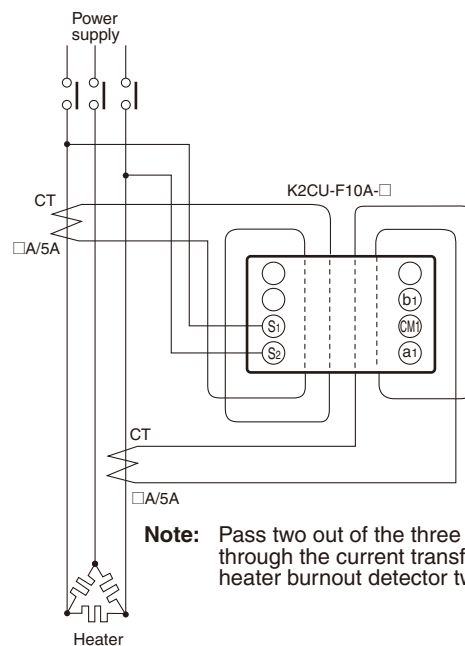 Power
supply
K2CU-F10A-□
CT
□A/5A
b1
S1
CM1
S2
a1
CT
□A/5A
Note: Pass two out of the three
through the current transf
heater burnout detector tw
Heater